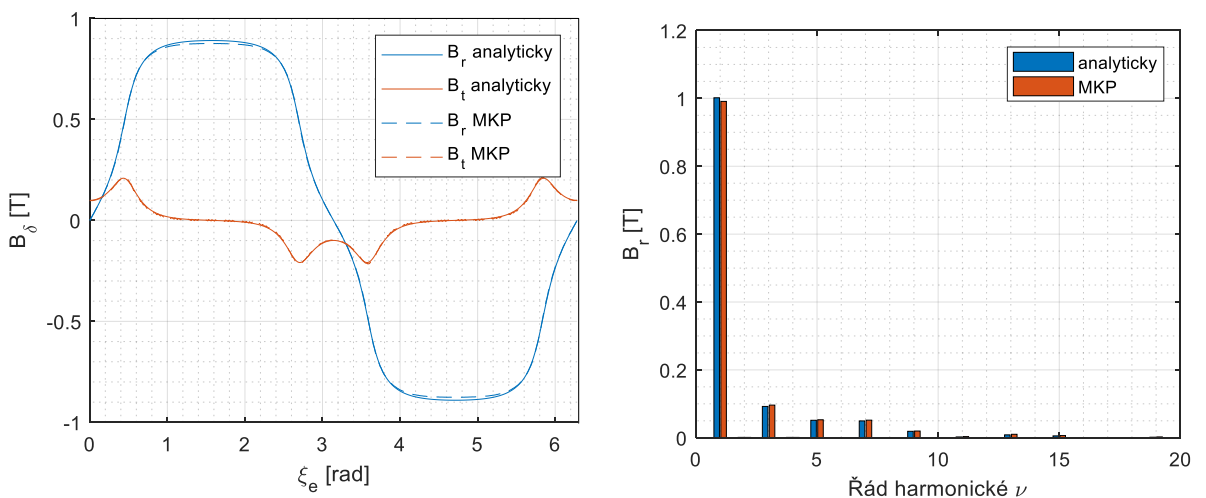 1
0.5
0
-0.5
-1
B_δ [T]
0 1 2 3 4 5 6
ξ_e [rad]
B_r analyticky
B_t analyticky
B_r MKP
B_t MKP
1.2
1
0.8
0.6
0.4
0.2
0
B_r [T]
0 5 10 15 20
Řád harmonické ν
analyticky
MKP